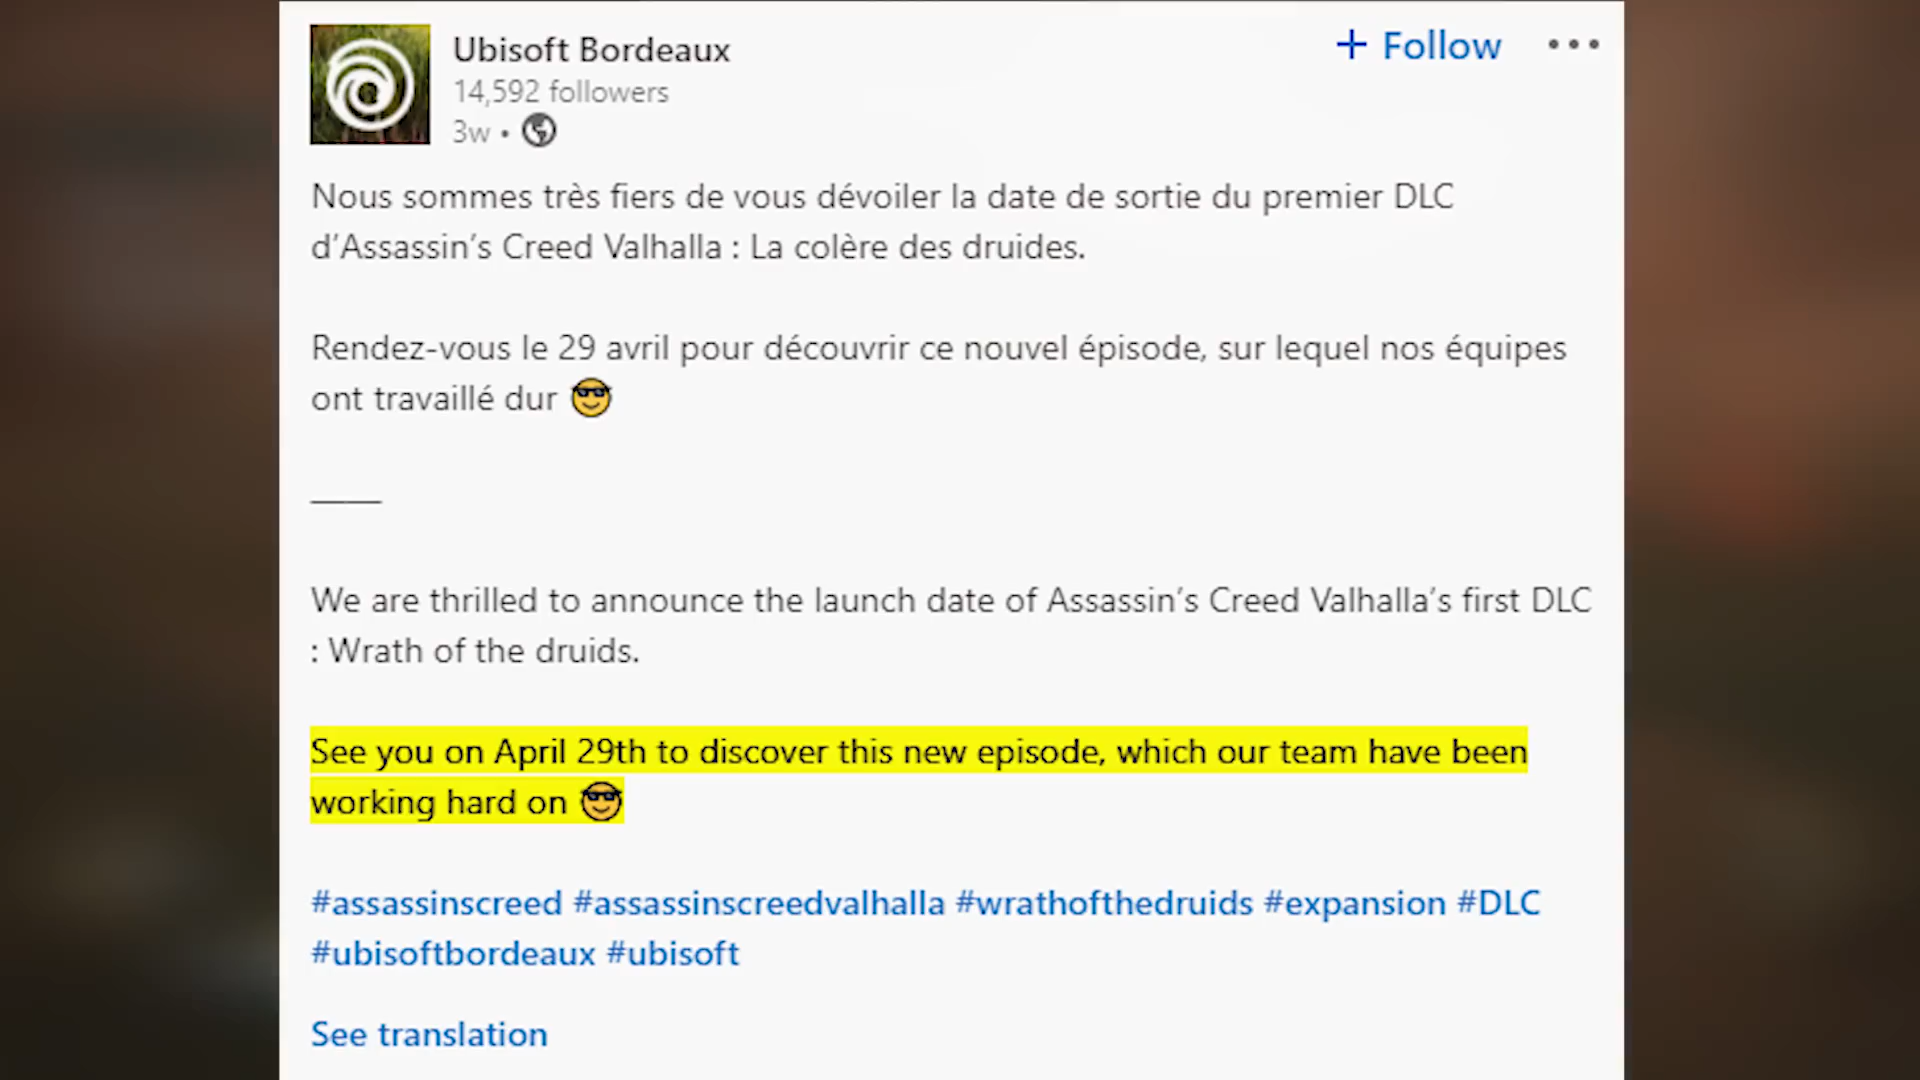 Ubisoft Bordeaux
+ Follow
14,592 followers
3w •
Nous sommes très fiers de vous dévoiler la date de sortie du premier DLC
d’Assassin’s Creed Valhalla : La colère des druides.
Rendez-vous le 29 avril pour découvrir ce nouvel épisode, sur lequel nos équipes
ont travaillé dur 😎
____
We are thrilled to announce the launch date of Assassin’s Creed Valhalla’s first DLC
: Wrath of the druids.
See you on April 29th to discover this new episode, which our team have been
working hard on 😎
#assassinscreed #assassinscreedvalhalla #wrathofthedruids #expansion #DLC
#ubisoftbordeaux #ubisoft
See translation